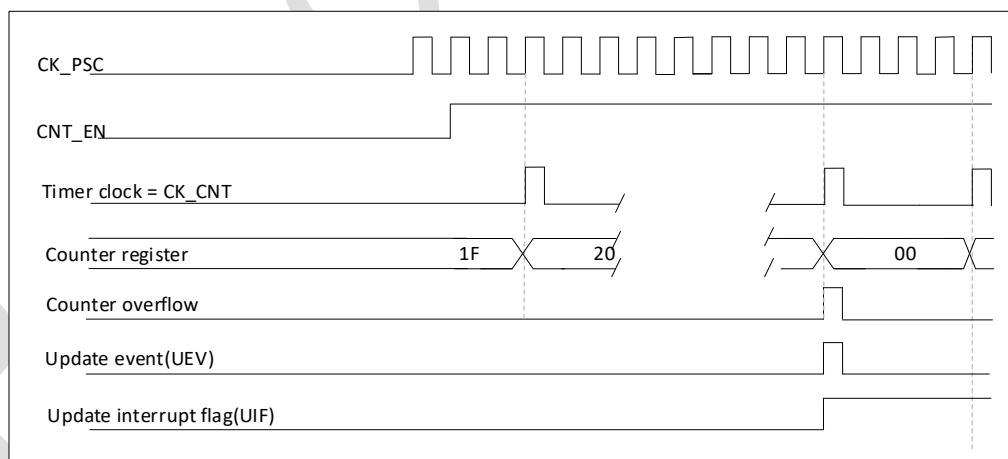 CK_PSC
CNT_EN
Timer clock = CK_CNT
Counter register 1F 20 00
Counter overflow
Update event(UEV)
Update interrupt flag(UIF)